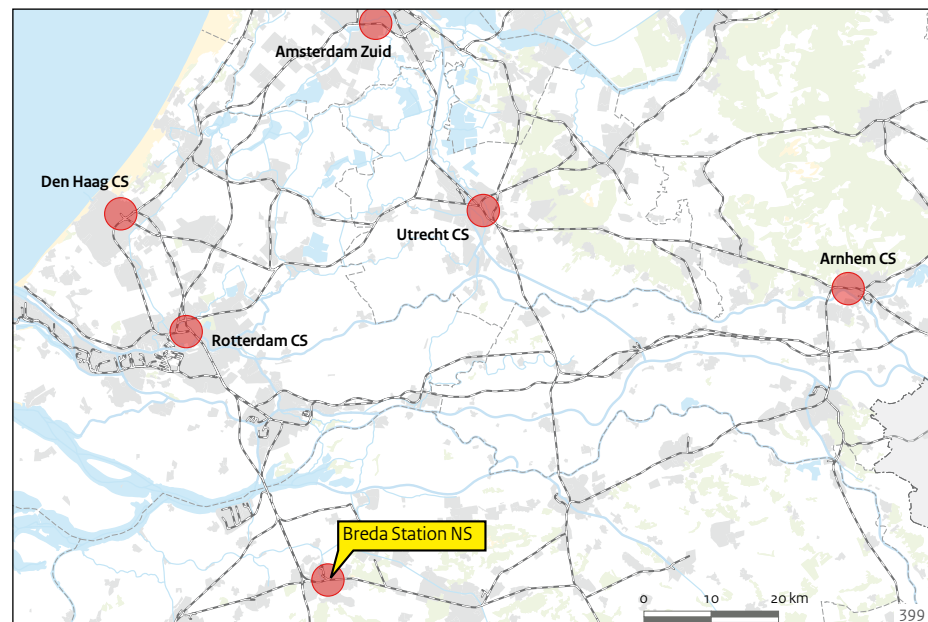 Amsterdam Zuid
Den Haag CS
Utrecht CS
Arnhem CS
Rotterdam CS
Breda Station NS
0 10 20 km
399